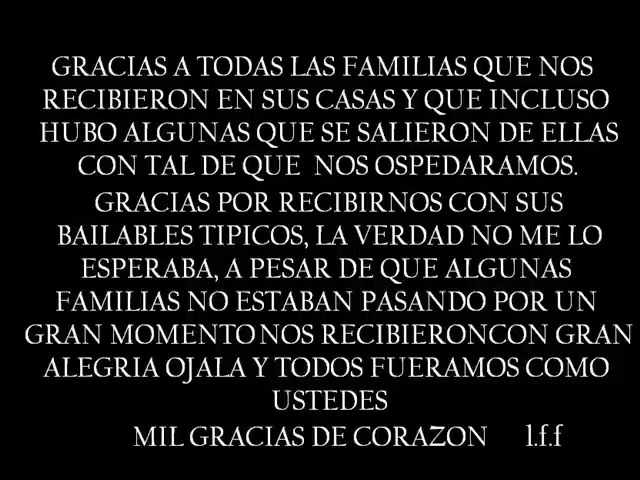 GRACIAS A TODAS LAS FAMILIAS QUE NOS
RECIBIERON EN SUS CASAS Y QUE INCLUSO
HUBO ALGUNAS QUE SE SALIERON DE ELLAS
CON TAL DE QUE NOS OSPEDARAMOS.
GRACIAS POR RECIBIRNOS CON SUS
BAILABLES TIPICOS, LA VERDAD NO ME LO
ESPERABA, A PESAR DE QUE ALGUNAS
FAMILIAS NO ESTABAN PASANDO POR UN
GRAN MOMENTO NOS RECIBIERONCON GRAN
ALEGRIA OJALA Y TODOS FUERAMOS COMO
USTEDES
MIL GRACIAS DE CORAZON l.f.f